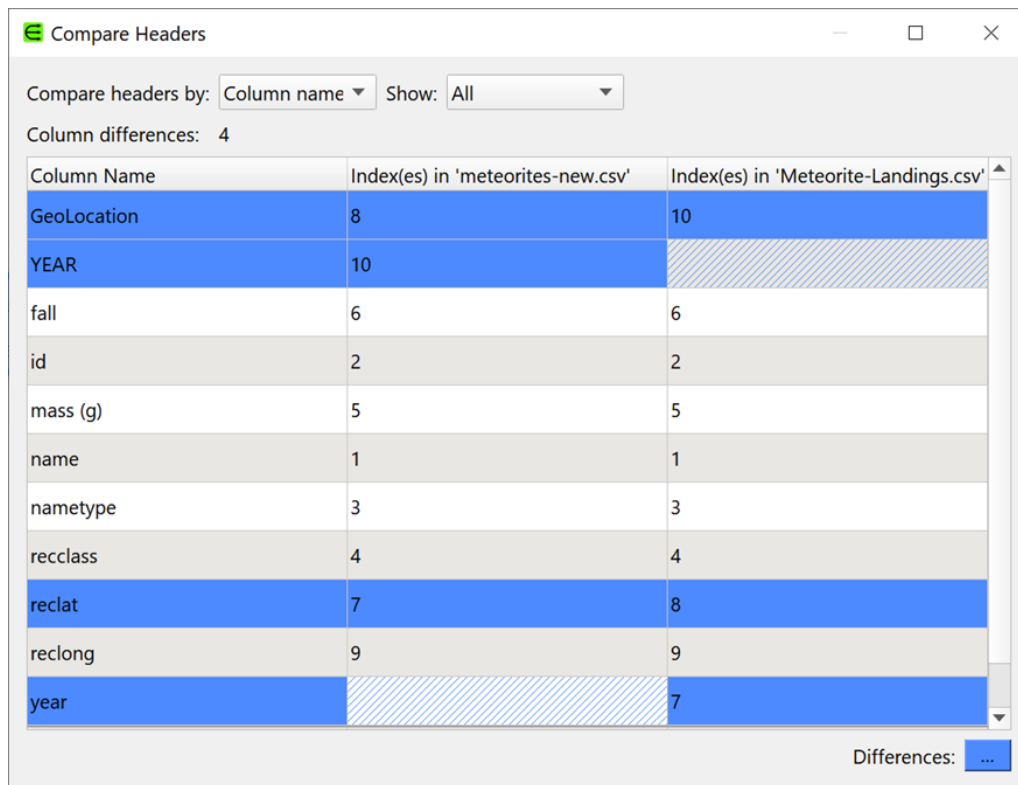 Compare Headers
Compare headers by: Column name Show: All
Column differences: 4
Column Name Index(es) in 'meteorites-new.csv' Index(es) in 'Meteorite-Landings.csv'
GeoLocation 8 10
YEAR 10
fall 6 6
id 2 2
mass (g) 5 5
name 1 1
nametype 3 3
recclass 4 4
reclat 7 8
reclong 9 9
year 7
Differences: ...